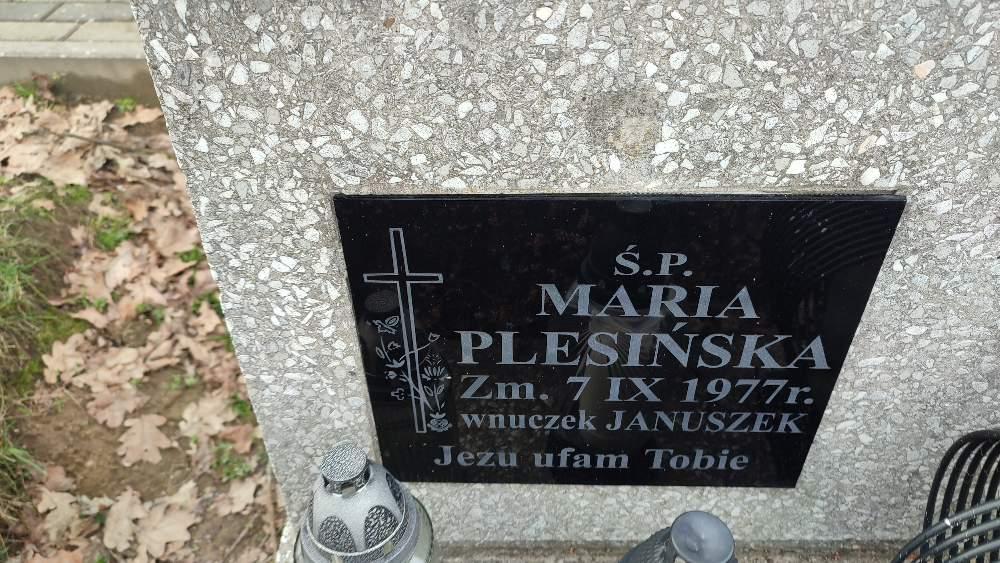 Ś.P.
MARIA
PLESIŃSKA
Zm. 7 IX 1977r.
wnuczek JANUSZEK
Jezu ufam Tobie